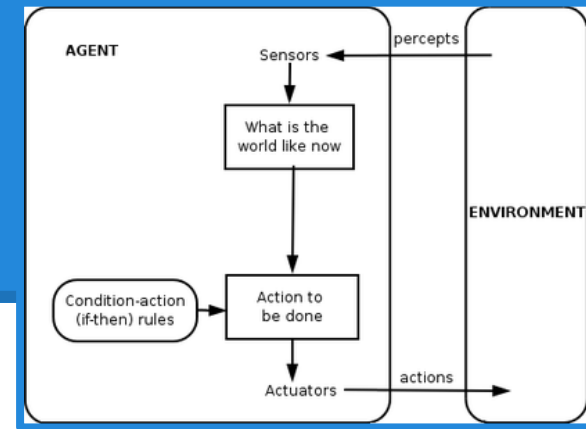 AGENT
Sensors
percepts
What is the
world like now
ENVIRONMENT
Condition-action
(if-then) rules
Action to
be done
Actuators
actions